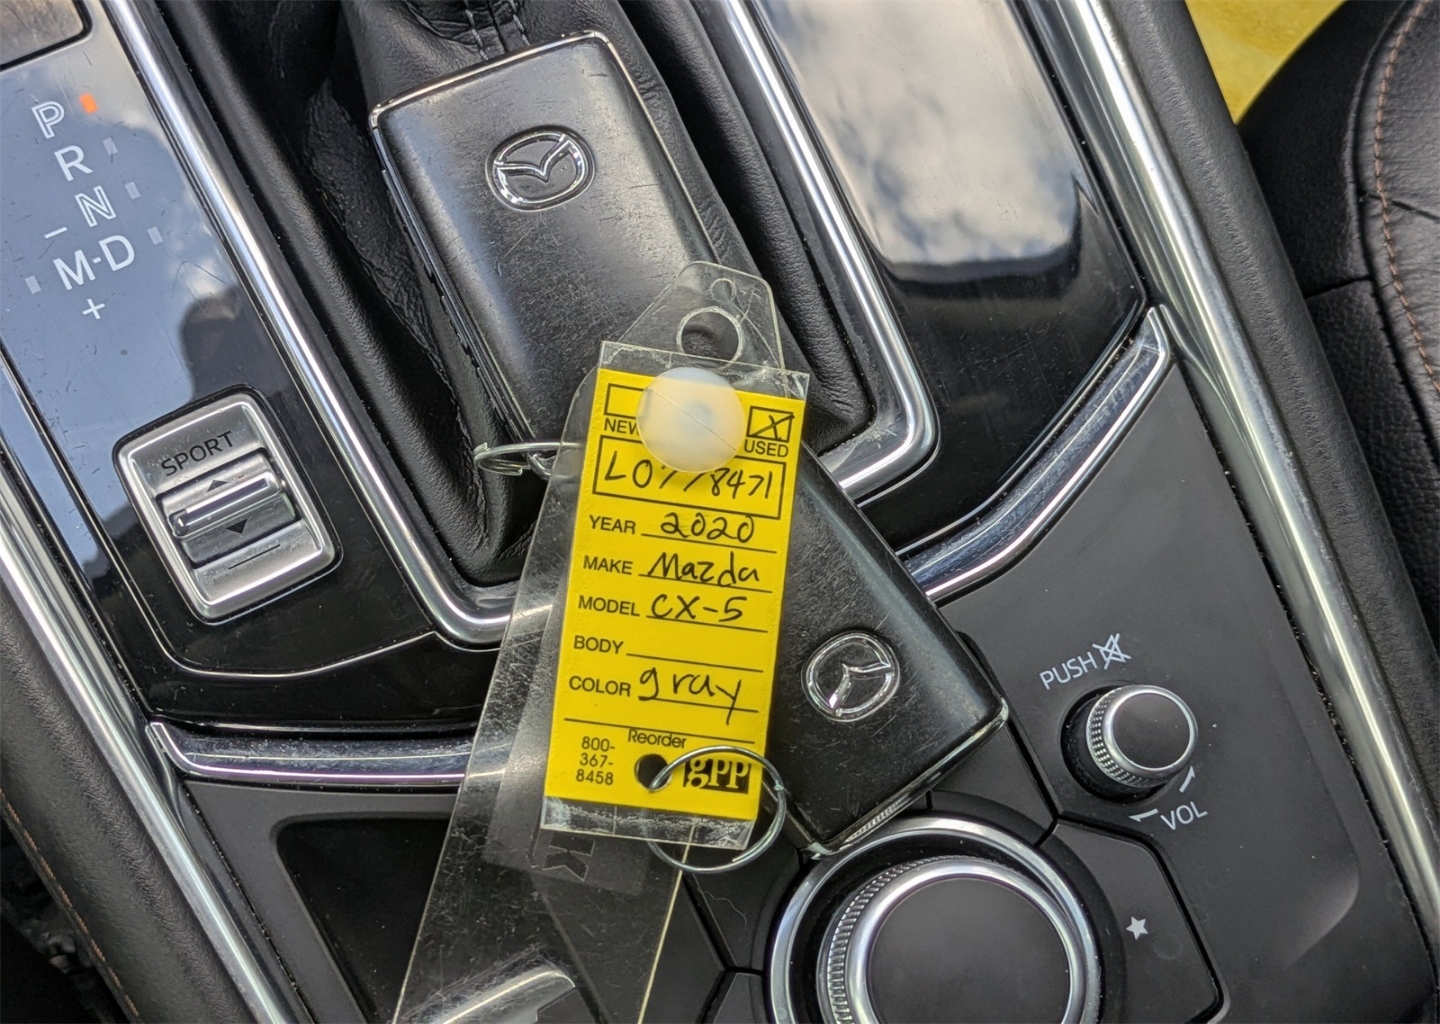 P
R
N
–
M-D
+
SPORT
NEW
X
USED
L0778471
YEAR 2020
MAKE Mazda
MODEL CX-5
BODY
COLOR gray
Reorder
800-
367-
8458
gpp
K
PUSH
VOL